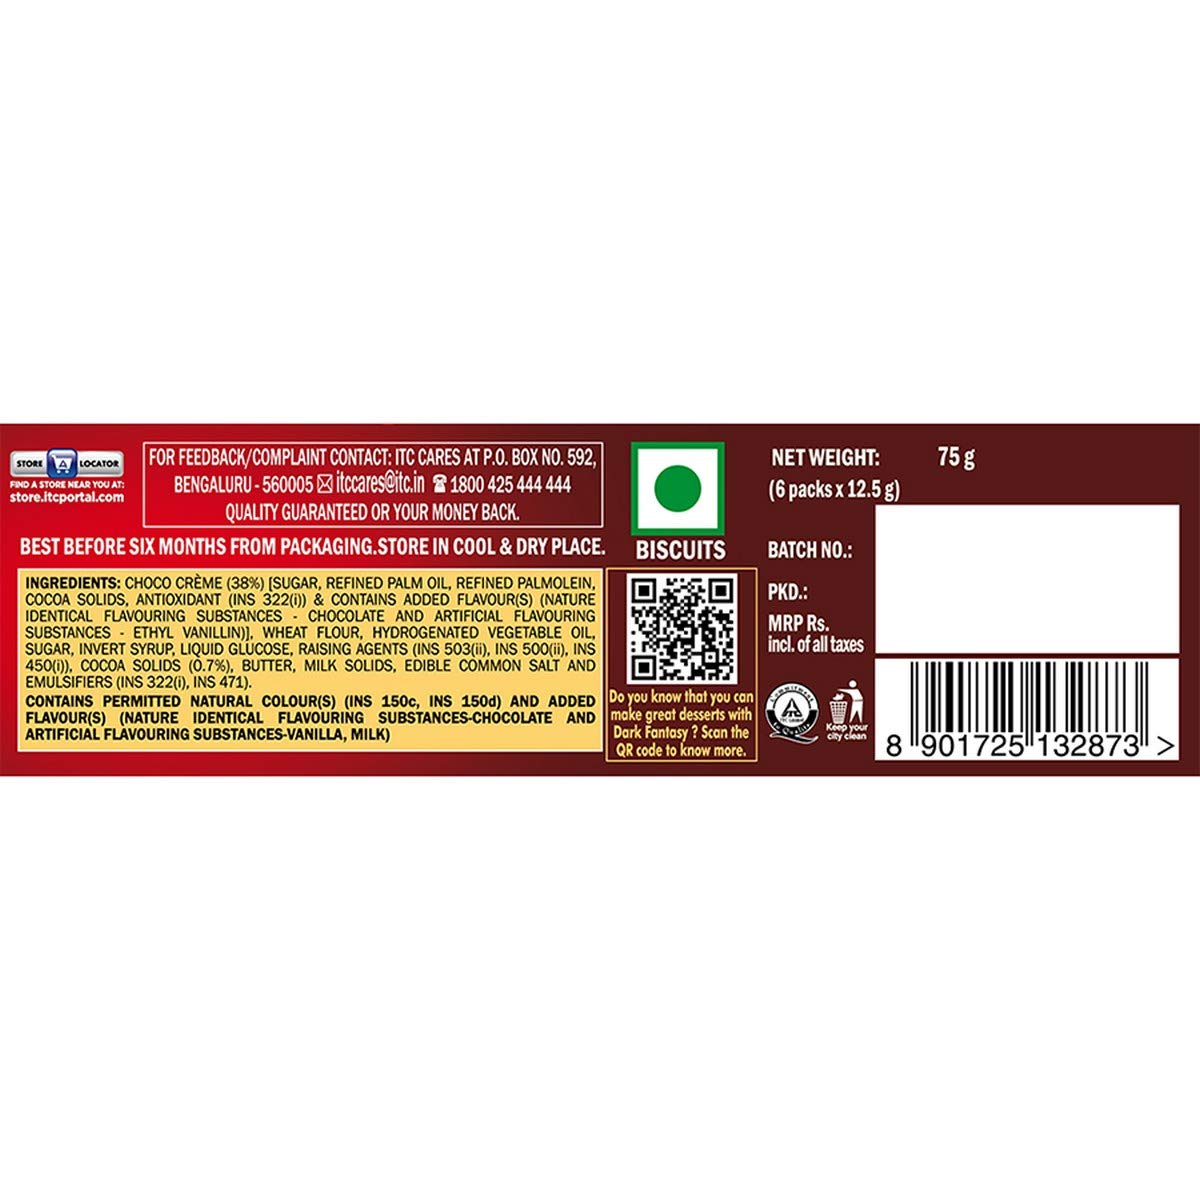 STORE LOCATOR
FIND A STORE NEAR YOU AT:
store.itcportal.com
FOR FEEDBACK/COMPLAINT CONTACT: ITC CARES AT P.O. BOX NO. 592,
BENGALURU - 560005 ✉ itccares@itc.in ☎ 1800 425 444 444
QUALITY GUARANTEED OR YOUR MONEY BACK.
BEST BEFORE SIX MONTHS FROM PACKAGING.STORE IN COOL & DRY PLACE.
INGREDIENTS: CHOCO CRÈME (38%) [SUGAR, REFINED PALM OIL, REFINED PALMOLEIN,
COCOA SOLIDS, ANTIOXIDANT (INS 322(i)) & CONTAINS ADDED FLAVOUR(S) (NATURE
IDENTICAL FLAVOURING SUBSTANCES - CHOCOLATE AND ARTIFICIAL FLAVOURING
SUBSTANCES - ETHYL VANILLIN)], WHEAT FLOUR, HYDROGENATED VEGETABLE OIL,
SUGAR, INVERT SYRUP, LIQUID GLUCOSE, RAISING AGENTS (INS 503(ii), INS 500(ii), INS
450(i)), COCOA SOLIDS (0.7%), BUTTER, MILK SOLIDS, EDIBLE COMMON SALT AND
EMULSIFIERS (INS 322(i), INS 471).
CONTAINS PERMITTED NATURAL COLOUR(S) (INS 150c, INS 150d) AND ADDED
FLAVOUR(S) (NATURE IDENTICAL FLAVOURING SUBSTANCES-CHOCOLATE AND
ARTIFICIAL FLAVOURING SUBSTANCES-VANILLA, MILK)
BISCUITS
Do you know that you can
make great desserts with
Dark Fantasy ? Scan the
QR code to know more.
NET WEIGHT: 75 g
(6 packs x 12.5 g)
BATCH NO.:
PKD.:
MRP Rs.
incl. of all taxes
Keep your
city clean
8 901725 132873 >